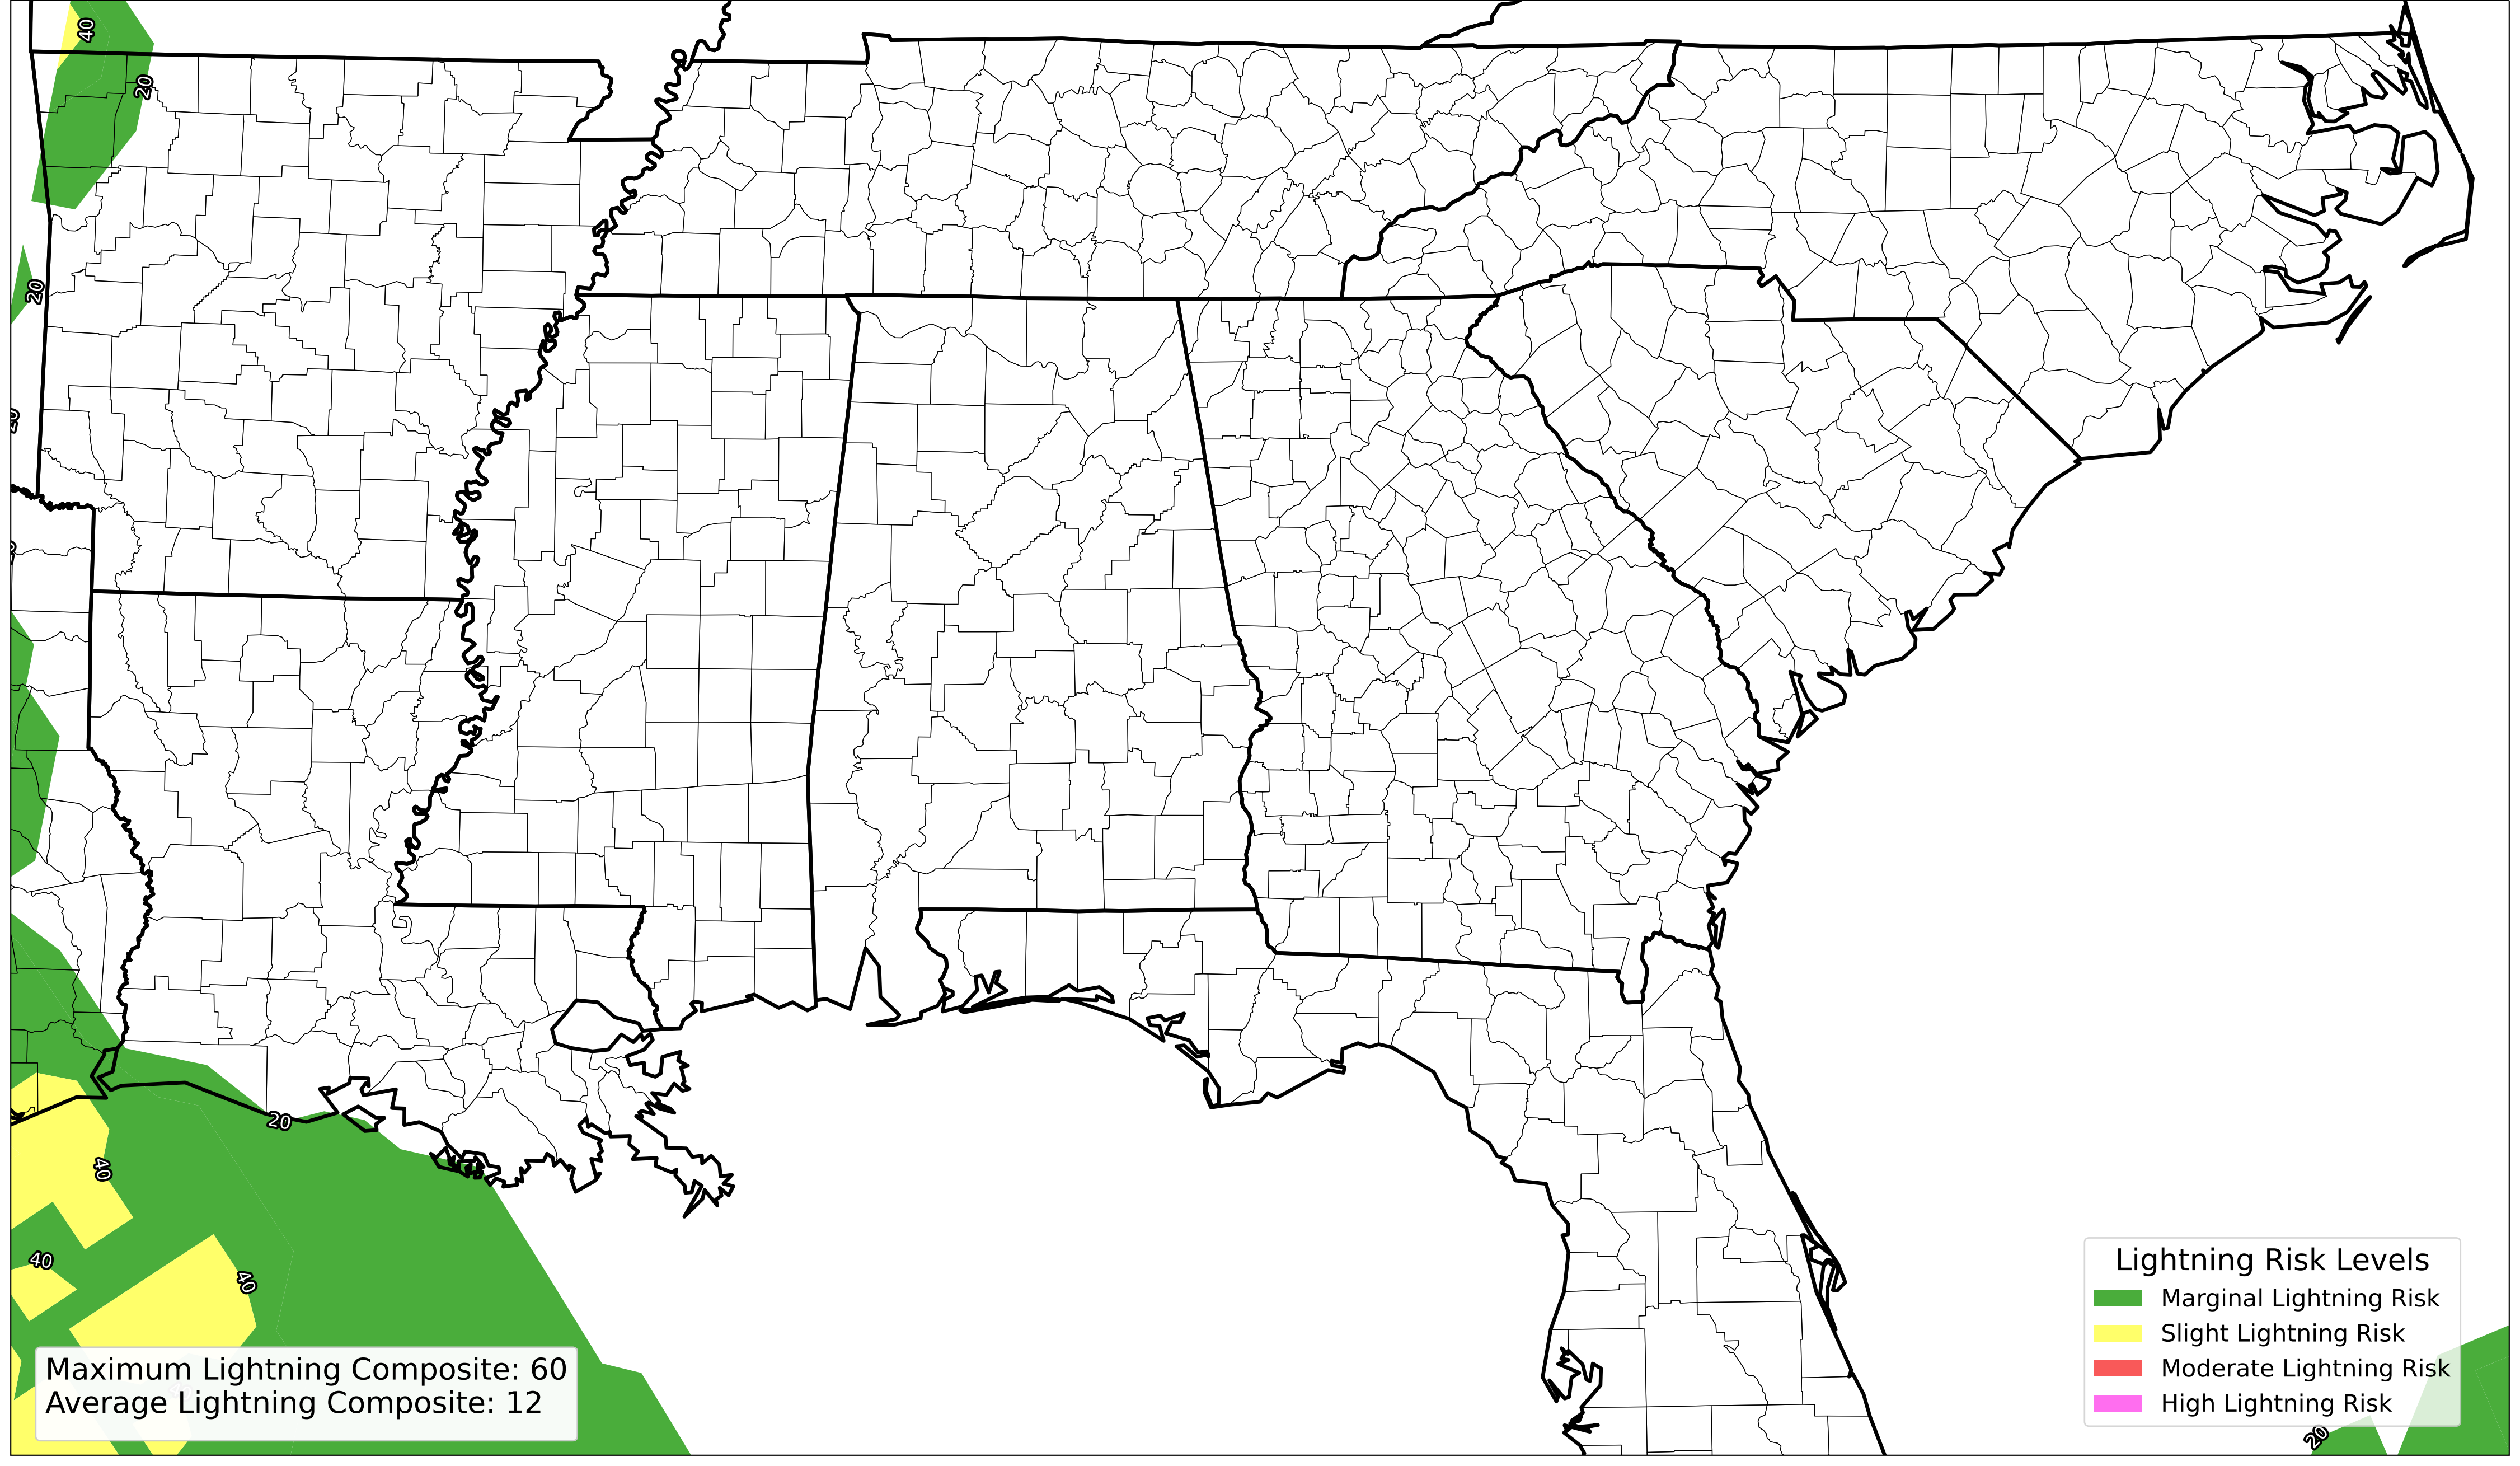 40
20
20
20
20
40
40
40
Maximum Lightning Composite: 60
Average Lightning Composite: 12
Lightning Risk Levels
Marginal Lightning Risk
Slight Lightning Risk
Moderate Lightning Risk
High Lightning Risk
20